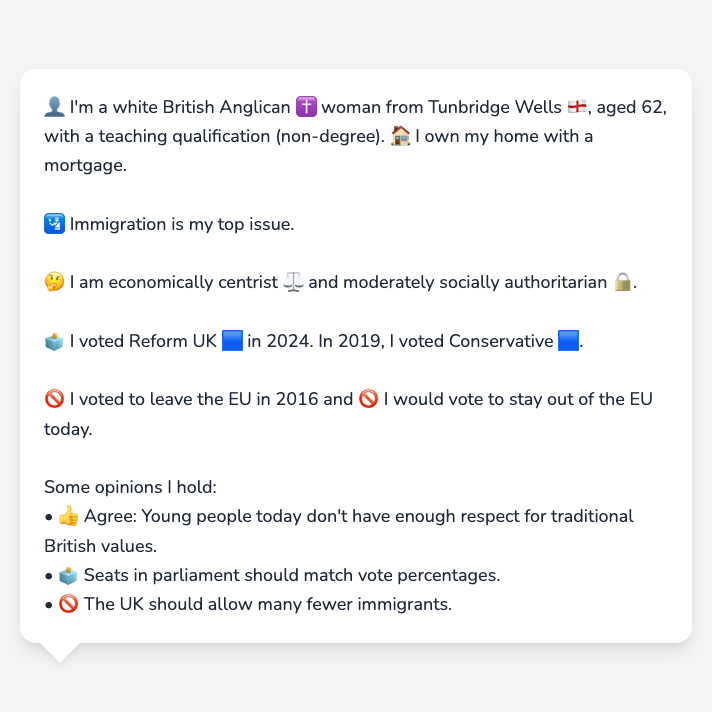 👤 I'm a white British Anglican ✝️ woman from Tunbridge Wells 🏴󠁧󠁢󠁥󠁮󠁧󠁿, aged 62,
with a teaching qualification (non-degree). 🏠 I own my home with a
mortgage.
🛂 Immigration is my top issue.
🤔 I am economically centrist ⚖️ and moderately socially authoritarian 🔒.
🗳️ I voted Reform UK 🟦 in 2024. In 2019, I voted Conservative 🟦.
🚫 I voted to leave the EU in 2016 and 🚫 I would vote to stay out of the EU
today.
Some opinions I hold:
• 👍 Agree: Young people today don't have enough respect for traditional
British values.
• 🗳️ Seats in parliament should match vote percentages.
• 🚫 The UK should allow many fewer immigrants.